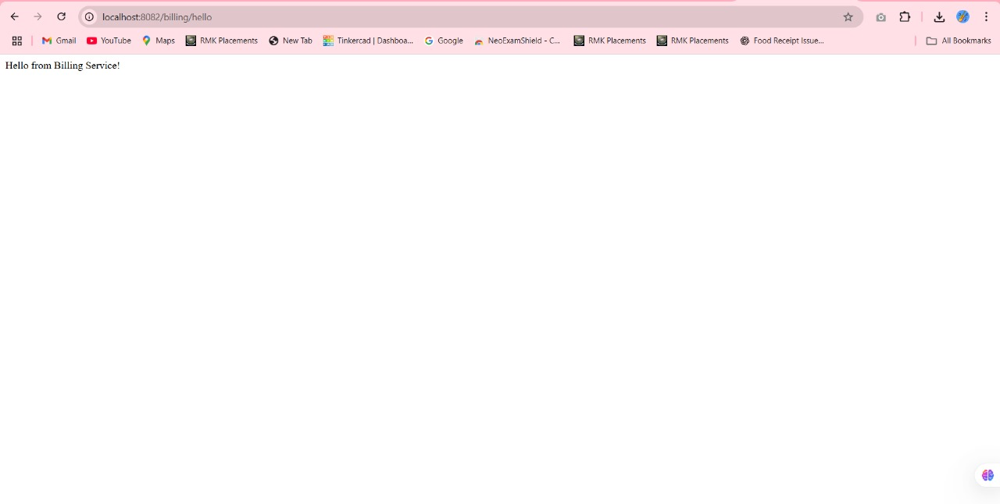 localhost:8082/billing/hello
Gmail YouTube Maps RMK Placements New Tab Tinkercad | Dashboa... Google NeoExamShield - C... RMK Placements RMK Placements Food Receipt Issue... All Bookmarks
Hello from Billing Service!